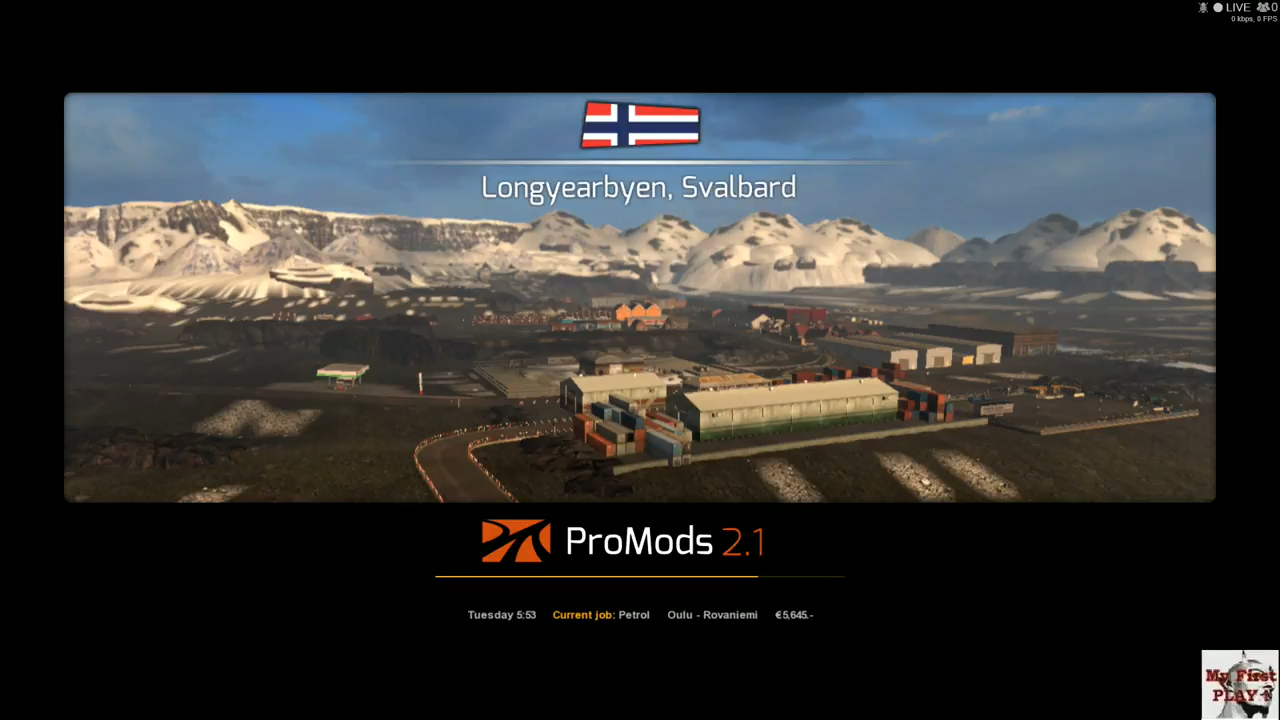 LIVE 0
0 kbps, 0 FPS
Longyearbyen, Svalbard
ProMods 2.1
Tuesday 5:53 Current job: Petrol Oulu - Rovaniemi €5,645.-
My First
PLAY